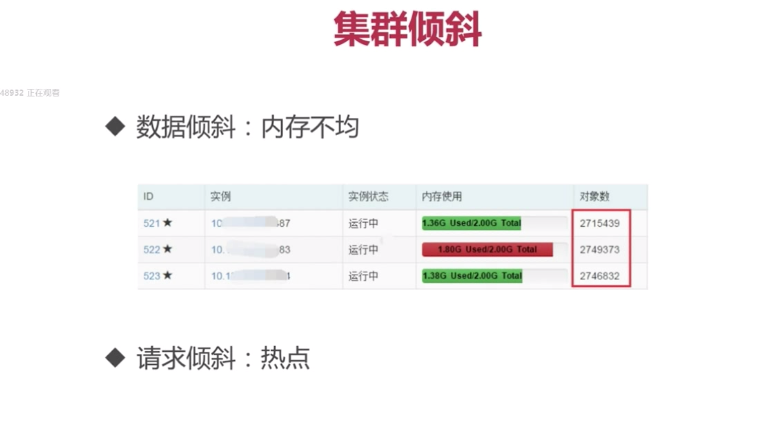 集群倾斜
48932 正在观看
◆ 数据倾斜：内存不均
ID 实例 实例状态 内存使用 对象数
521★ 10 87 运行中 1.36G Used/2.00G Total 2715439
522★ 10. 83 运行中 1.80G Used/2.00G Total 2749373
523★ 10.1 运行中 1.38G Used/2.00G Total 2746832
◆ 请求倾斜：热点